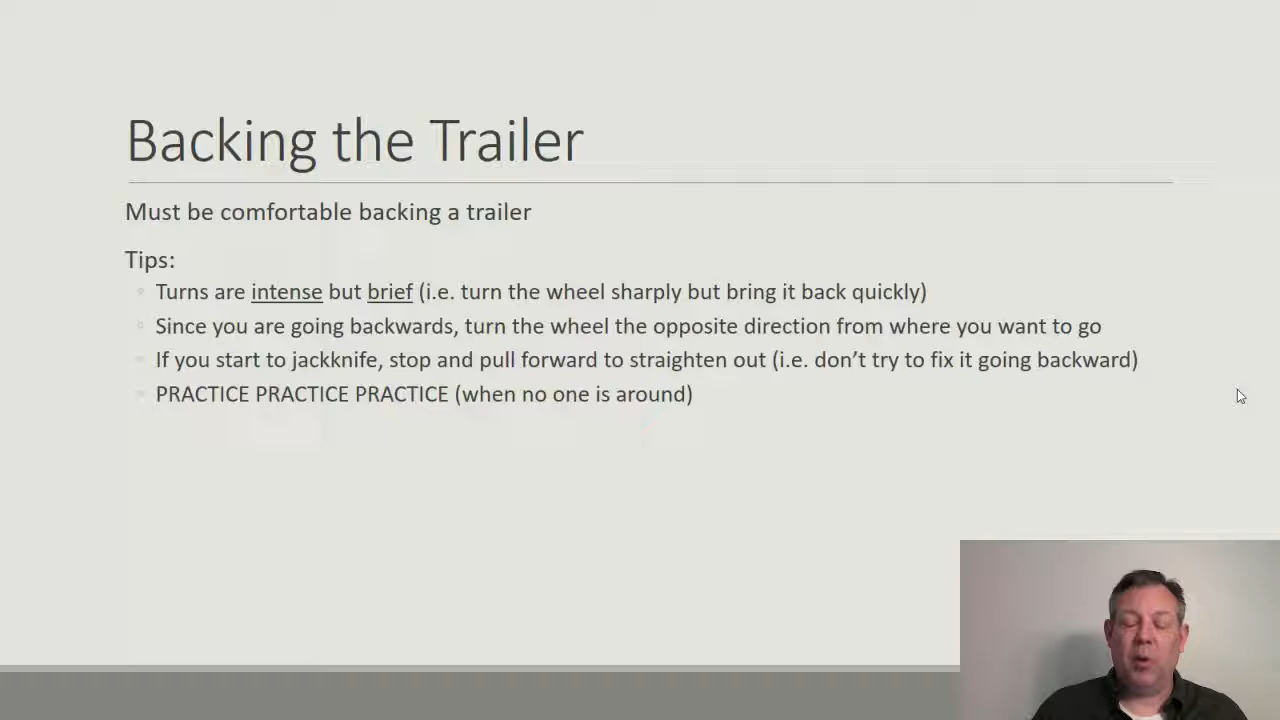 Backing the Trailer
Must be comfortable backing a trailer
Tips:
Turns are intense but brief (i.e. turn the wheel sharply but bring it back quickly)
Since you are going backwards, turn the wheel the opposite direction from where you want to go
If you start to jackknife, stop and pull forward to straighten out (i.e. don’t try to fix it going backward)
PRACTICE PRACTICE PRACTICE (when no one is around)